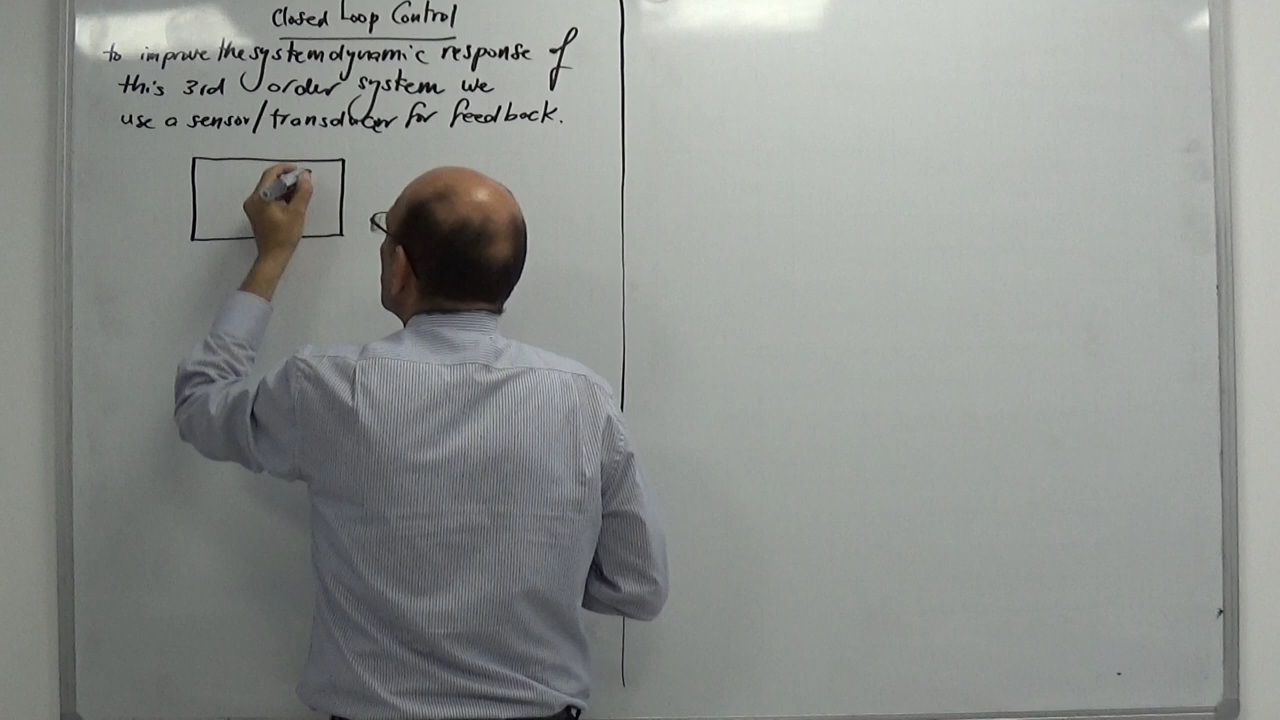 Closed Loop Control
to improve the system dynamic response of
this 3rd order system we
use a sensor/transducer for feedback.